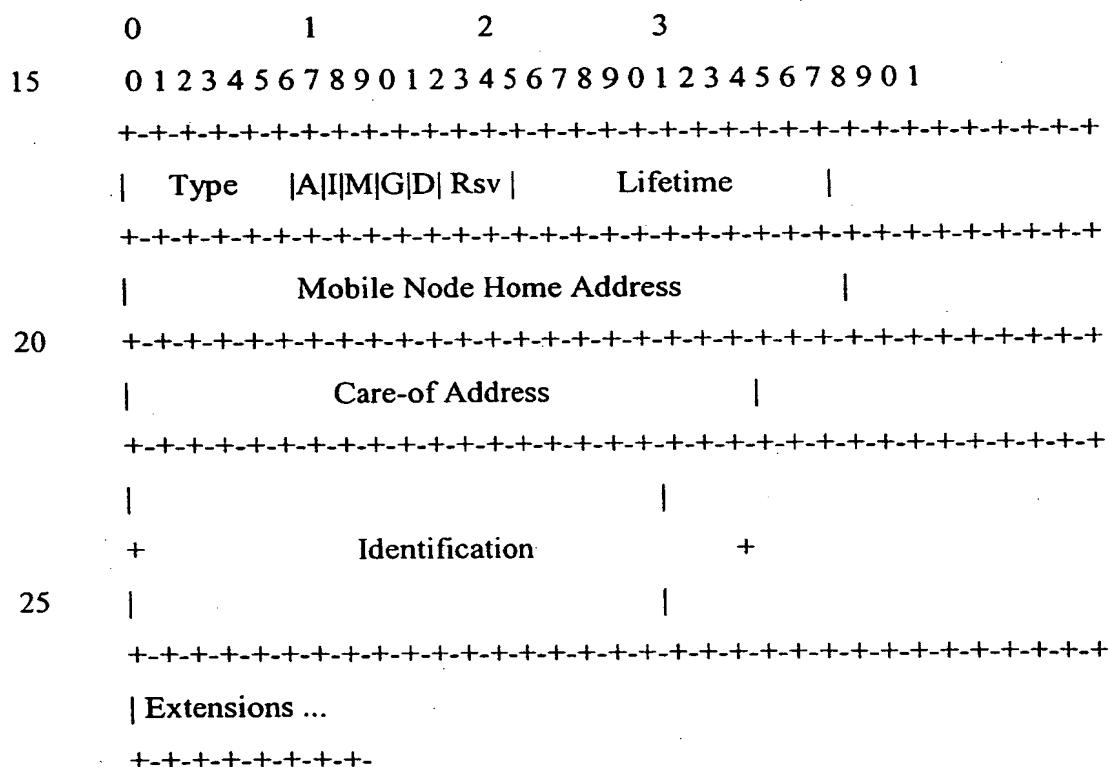 0 1 2 3
15 0 1 2 3 4 5 6 7 8 9 0 1 2 3 4 5 6 7 8 9 0 1 2 3 4 5 6 7 8 9 0 1
+-+-+-+-+-+-+-+-+-+-+-+-+-+-+-+-+-+-+-+-+-+-+-+-+-+-+-+-+-+-+-+-+
| Type |A|I|M|G|D| Rsv | Lifetime |
+-+-+-+-+-+-+-+-+-+-+-+-+-+-+-+-+-+-+-+-+-+-+-+-+-+-+-+-+-+-+-+-+
| Mobile Node Home Address |
20 +-+-+-+-+-+-+-+-+-+-+-+-+-+-+-+-+-+-+-+-+-+-+-+-+-+-+-+-+-+-+-+-+
| Care-of Address |
+-+-+-+-+-+-+-+-+-+-+-+-+-+-+-+-+-+-+-+-+-+-+-+-+-+-+-+-+-+-+-+-+
| |
+ Identification +
25 | |
+-+-+-+-+-+-+-+-+-+-+-+-+-+-+-+-+-+-+-+-+-+-+-+-+-+-+-+-+-+-+-+-+
| Extensions ...
+-+-+-+-+-+-+-+-